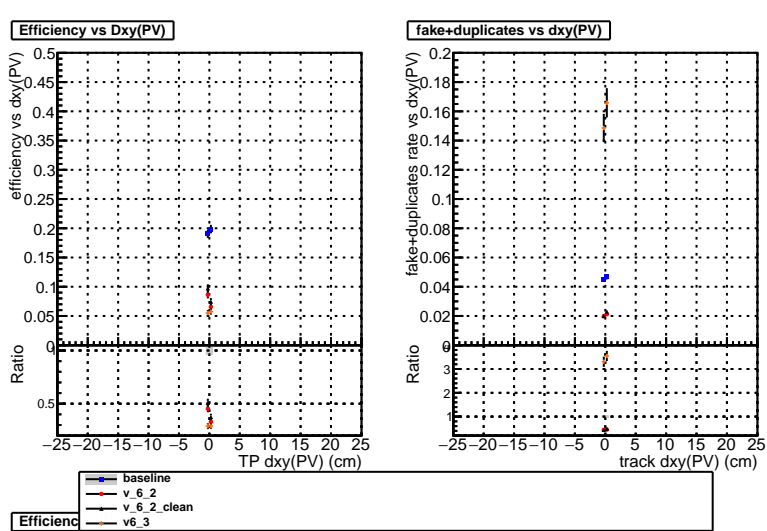 Efficiency vs Dxy(PV)
efficiency vs dxy(PV)
0.5
0.45
0.4
0.35
0.3
0.25
0.2
0.15
0.1
0.05
0
Ratio
1
0.5
−25 −20 −15 −10 −5 0 5 10 15 20 25
TP dxy(PV) (cm)
fake+duplicates vs dxy(PV)
fake+duplicates rate vs dxy(PV)
0.2
0.18
0.16
0.14
0.12
0.1
0.08
0.06
0.04
0.02
Ratio
3
2
1
−25 −20 −15 −10 −5 0 5 10 15 20 25
track dxy(PV) (cm)
baseline
v_6_2
v_6_2_clean
v6_3
Efficienc